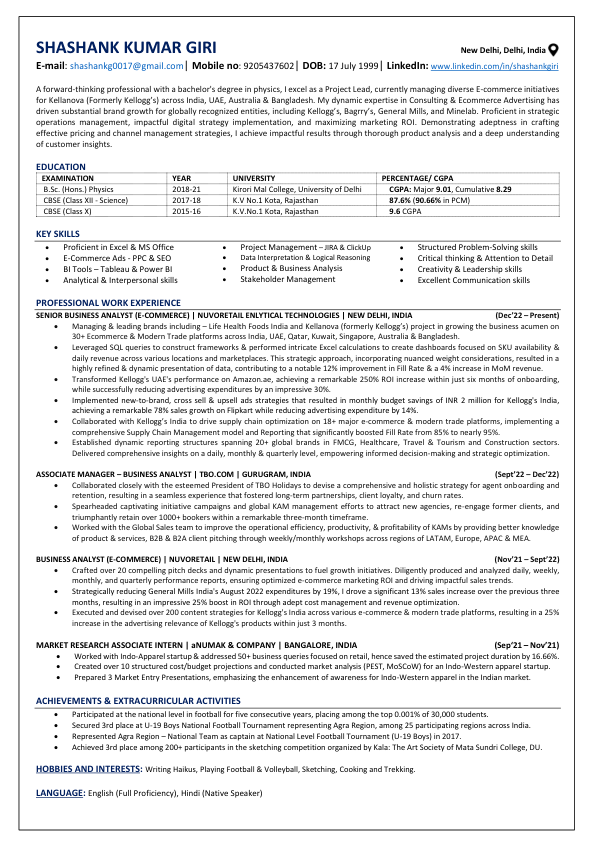 SHASHANK KUMAR GIRI
New Delhi, Delhi, India
E-mail: shashankg0017@gmail.com| Mobile no: 9205437602| DOB: 17 July 1999| LinkedIn: www.linkedin.com/in/shashankgiri
A forward-thinking professional with a bachelor's degree in physics, I excel as a Project Lead, currently managing diverse E-commerce initiatives
for Kellanova (Formerly Kellogg's) across India, UAE, Australia & Bangladesh. My dynamic expertise in Consulting & Ecommerce Advertising has
driven substantial brand growth for globally recognized entities, including Kellogg's, Bagrry's, General Mills, and Minelab. Proficient in strategic
operations management, impactful digital strategy implementation, and maximizing marketing ROI. Demonstrating adeptness in crafting
effective pricing and channel management strategies, I achieve impactful results through thorough product analysis and a deep understanding
of customer insights.
EDUCATION
EXAMINATION YEAR UNIVERSITY PERCENTAGE/ CGPA
B.Sc. (Hons.) Physics 2018-21 Kirori Mal College, University of Delhi CGPA: Major 9.01, Cumulative 8.29
CBSE (Class XII - Science) 2017-18 K.V No.1 Kota, Rajasthan 87.6% (90.66% in PCM)
CBSE (Class X) 2015-16 K.V.No.1 Kota, Rajasthan 9.6 CGPA
KEY SKILLS
• Proficient in Excel & MS Office • Project Management – JIRA & ClickUp • Structured Problem-Solving skills
• E-Commerce Ads - PPC & SEO • Data Interpretation & Logical Reasoning • Critical thinking & Attention to Detail
• BI Tools – Tableau & Power BI • Product & Business Analysis • Creativity & Leadership skills
• Analytical & Interpersonal skills • Stakeholder Management • Excellent Communication skills
PROFESSIONAL WORK EXPERIENCE
SENIOR BUSINESS ANALYST (E-COMMERCE) | NUVORETAIL ENLYTICAL TECHNOLOGIES | NEW DELHI, INDIA (Dec'22 – Present)
• Managing & leading brands including – Life Health Foods India and Kellanova (formerly Kellogg's) project in growing the business acumen on
30+ Ecommerce & Modern Trade platforms across India, UAE, Qatar, Kuwait, Singapore, Australia & Bangladesh.
• Leveraged SQL queries to construct frameworks & performed intricate Excel calculations to create dashboards focused on SKU availability &
daily revenue across various locations and marketplaces. This strategic approach, incorporating nuanced weight considerations, resulted in a
highly refined & dynamic presentation of data, contributing to a notable 12% improvement in Fill Rate & a 4% increase in MoM revenue.
• Transformed Kellogg's UAE's performance on Amazon.ae, achieving a remarkable 250% ROI increase within just six months of onboarding,
while successfully reducing advertising expenditures by an impressive 30%.
• Implemented new-to-brand, cross sell & upsell ads strategies that resulted in monthly budget savings of INR 2 million for Kellogg's India,
achieving a remarkable 78% sales growth on Flipkart while reducing advertising expenditure by 14%.
• Collaborated with Kellogg's India to drive supply chain optimization on 18+ major e-commerce & modern trade platforms, implementing a
comprehensive Supply Chain Management model and Reporting that significantly boosted Fill Rate from 85% to nearly 95%.
• Established dynamic reporting structures spanning 20+ global brands in FMCG, Healthcare, Travel & Tourism and Construction sectors.
Delivered comprehensive insights on a daily, monthly & quarterly level, empowering informed decision-making and strategic optimization.
ASSOCIATE MANAGER – BUSINESS ANALYST | TBO.COM | GURUGRAM, INDIA (Sept'22 – Dec'22)
• Collaborated closely with the esteemed President of TBO Holidays to devise a comprehensive and holistic strategy for agent onboarding and
retention, resulting in a seamless experience that fostered long-term partnerships, client loyalty, and churn rates.
• Spearheaded captivating initiative campaigns and global KAM management efforts to attract new agencies, re-engage former clients, and
triumphantly retain over 1000+ bookers within a remarkable three-month timeframe.
• Worked with the Global Sales team to improve the operational efficiency, productivity, & profitability of KAMs by providing better knowledge
of product & services, B2B & B2A client pitching through weekly/monthly workshops across regions of LATAM, Europe, APAC & MEA.
BUSINESS ANALYST (E-COMMERCE) | NUVORETAIL | NEW DELHI, INDIA (Nov'21 – Sept'22)
• Crafted over 20 compelling pitch decks and dynamic presentations to fuel growth initiatives. Diligently produced and analyzed daily, weekly,
monthly, and quarterly performance reports, ensuring optimized e-commerce marketing ROI and driving impactful sales trends.
• Strategically reducing General Mills India's August 2022 expenditures by 19%, I drove a significant 13% sales increase over the previous three
months, resulting in an impressive 25% boost in ROI through adept cost management and revenue optimization.
• Executed and devised over 200 content strategies for Kellogg's India across various e-commerce & modern trade platforms, resulting in a 25%
increase in the advertising relevance of Kellogg's products within just 3 months.
MARKET RESEARCH ASSOCIATE INTERN | aNUMAK & COMPANY | BANGALORE, INDIA (Sep'21 – Nov'21)
• Worked with Indo-Apparel startup & addressed 50+ business queries focused on retail, hence saved the estimated project duration by 16.66%.
• Created over 10 structured cost/budget projections and conducted market analysis (PEST, MoSCoW) for an Indo-Western apparel startup.
• Prepared 3 Market Entry Presentations, emphasizing the enhancement of awareness for Indo-Western apparel in the Indian market.
ACHIEVEMENTS & EXTRACURRICULAR ACTIVITIES
• Participated at the national level in football for five consecutive years, placing among the top 0.001% of 30,000 students.
• Secured 3rd place at U-19 Boys National Football Tournament representing Agra Region, among 25 participating regions across India.
• Represented Agra Region – National Team as captain at National Level Football Tournament (U-19 Boys) in 2017.
• Achieved 3rd place among 200+ participants in the sketching competition organized by Kala: The Art Society of Mata Sundri College, DU.
HOBBIES AND INTERESTS: Writing Haikus, Playing Football & Volleyball, Sketching, Cooking and Trekking.
LANGUAGE: English (Full Proficiency), Hindi (Native Speaker)